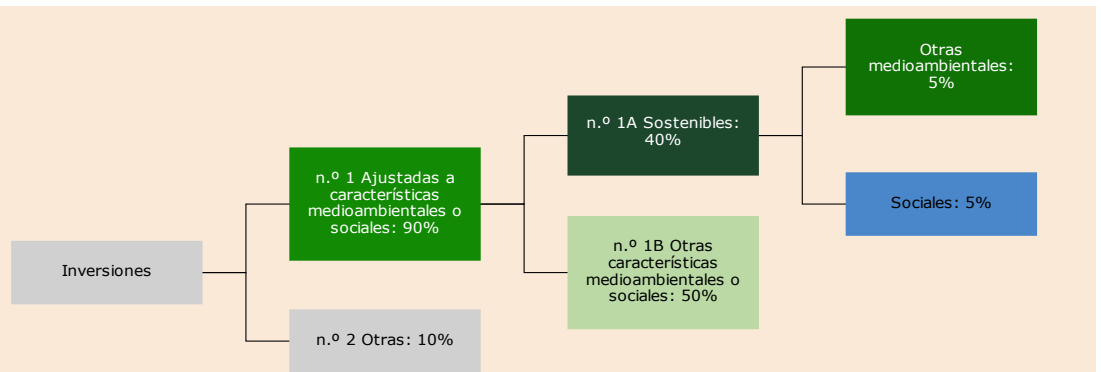 Otras
medioambientales:
5%
n.º 1A Sostenibles:
40%
n.º 1 Ajustadas a
características
medioambientales o
sociales: 90%
Sociales: 5%
n.º 1B Otras
características
medioambientales o
sociales: 50%
Inversiones
n.º 2 Otras: 10%